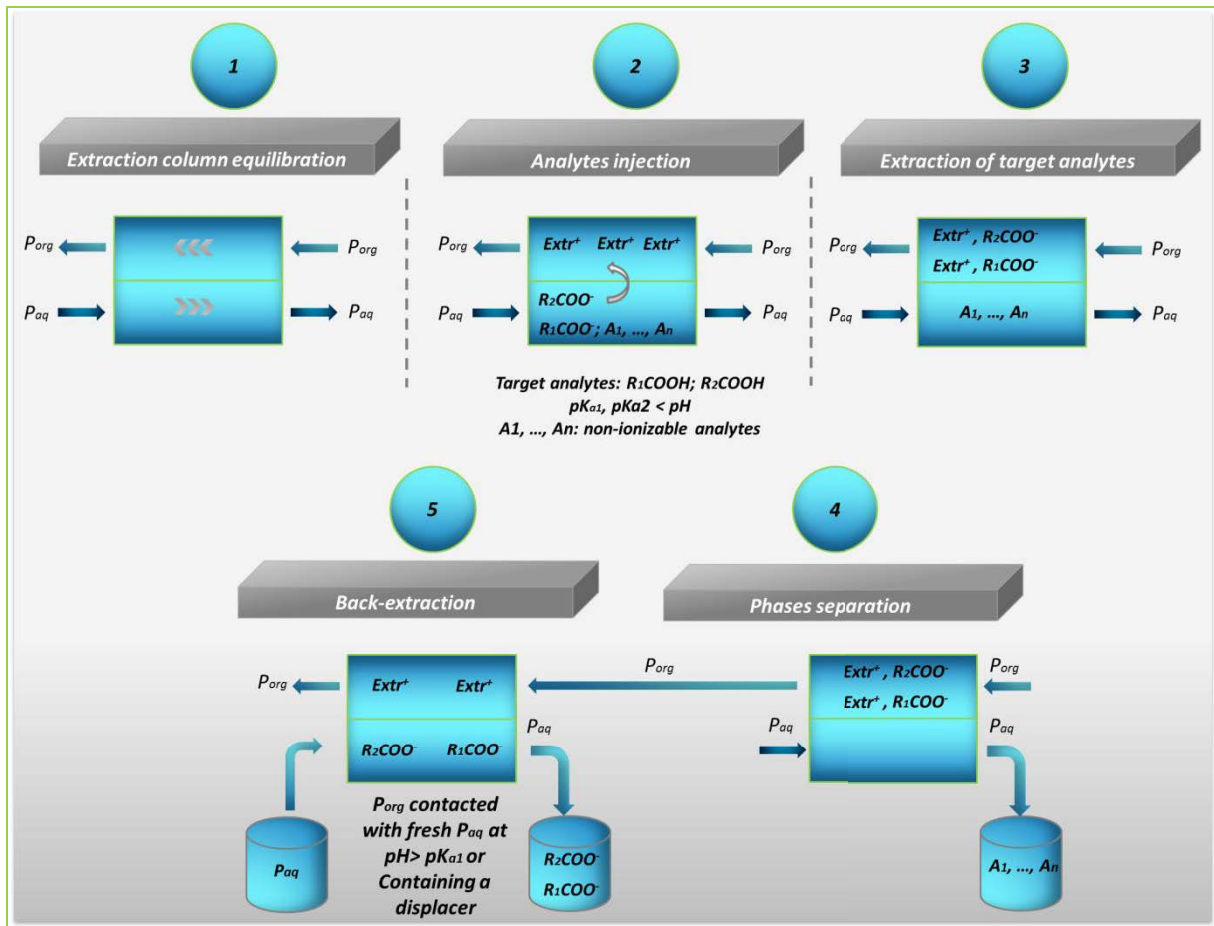 1
2
3
Extraction column equilibration
Analytes injection
Extraction of target analytes
Porg
Porg
Paq
Paq
Porg
Extr⁺ Extr⁺ Extr⁺
Porg
R2COO⁻
Paq
R1COO⁻; A1, ..., An
Paq
Porg
Extr⁺ , R2COO⁻
Extr⁺ , R1COO⁻
Porg
Paq
A1, ..., An
Paq
Target analytes: R1COOH; R2COOH
pKa1, pKa2 < pH
A1, ..., An: non-ionizable analytes
5
4
Back-extraction
Phases separation
Porg
Extr⁺ Extr⁺
R2COO⁻ R1COO⁻
Paq
Porg
Extr⁺ , R2COO⁻
Extr⁺ , R1COO⁻
Porg
Paq
Paq
Paq
Porg contacted
with fresh Paq at
pH> pKa1 or
Containing a
displacer
R2COO⁻
R1COO⁻
A1, ..., An